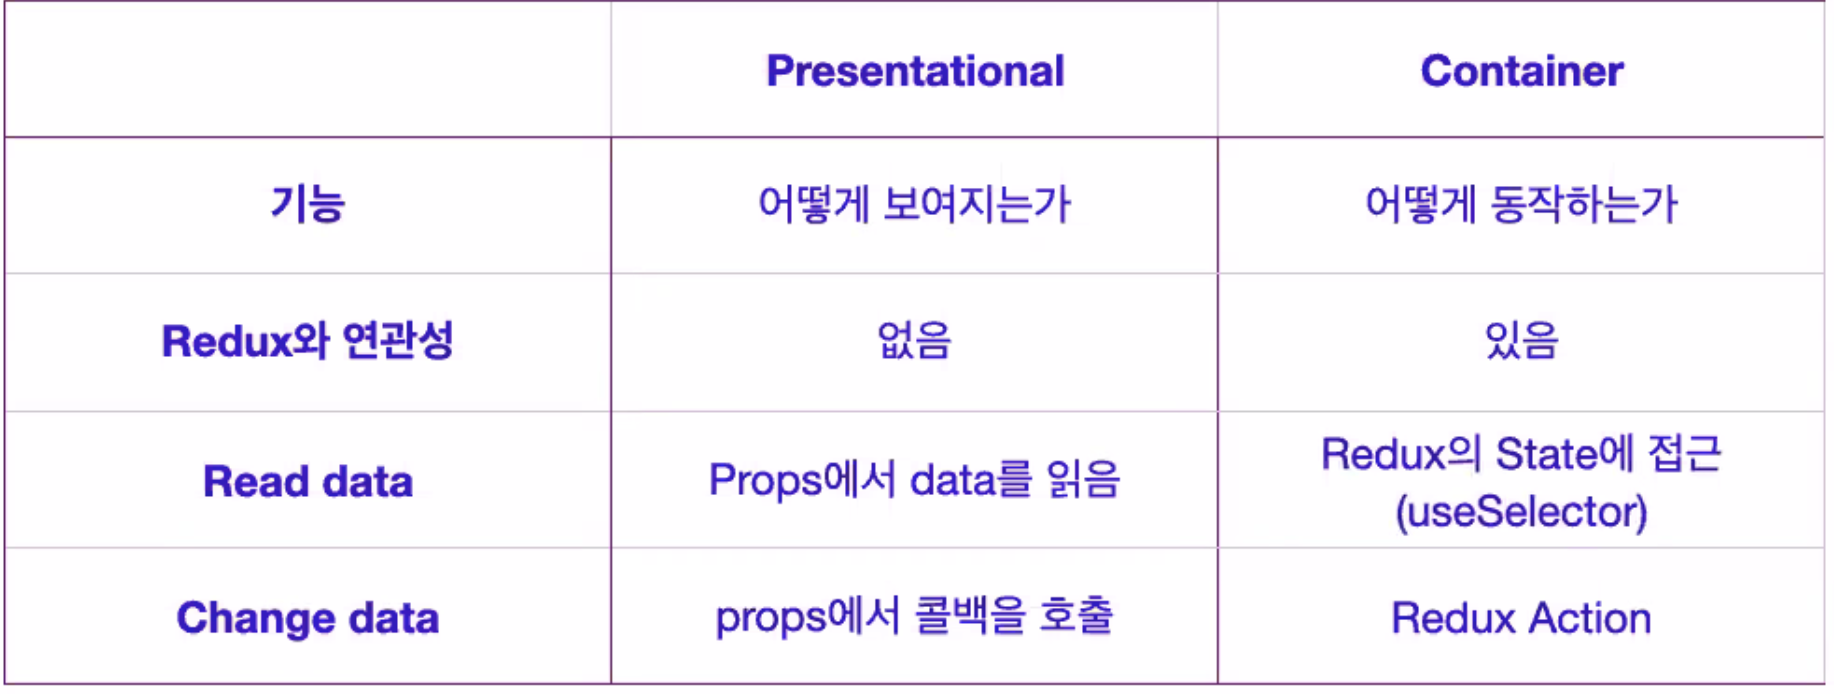 Presentational Container
기능 어떻게 보여지는가 어떻게 동작하는가
Redux와 연관성 없음 있음
Read data Props에서 data를 읽음 Redux의 State에 접근
(useSelector)
Change data props에서 콜백을 호출 Redux Action